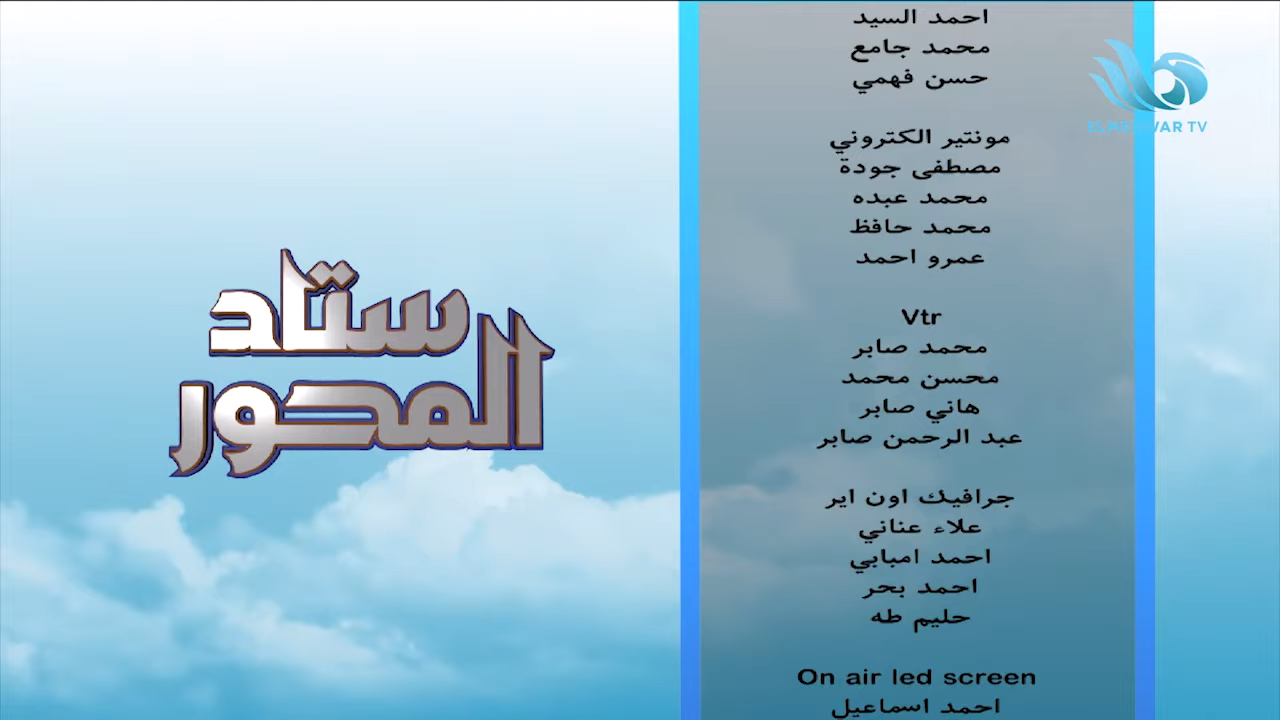 احمد السيد
محمد جامع
حسن فهمي
مونتير الكتروني
مصطفى جودة
محمد عبده
محمد حافظ
عمرو احمد
Vtr
محمد صابر
محسن محمد
هاني صابر
عبد الرحمن صابر
جرافيك اون اير
علاء عناني
احمد امبابي
احمد بحر
حليم طه
On air led screen
احمد اسماعيل
ستاد
المحور
ELMEHWAR TV